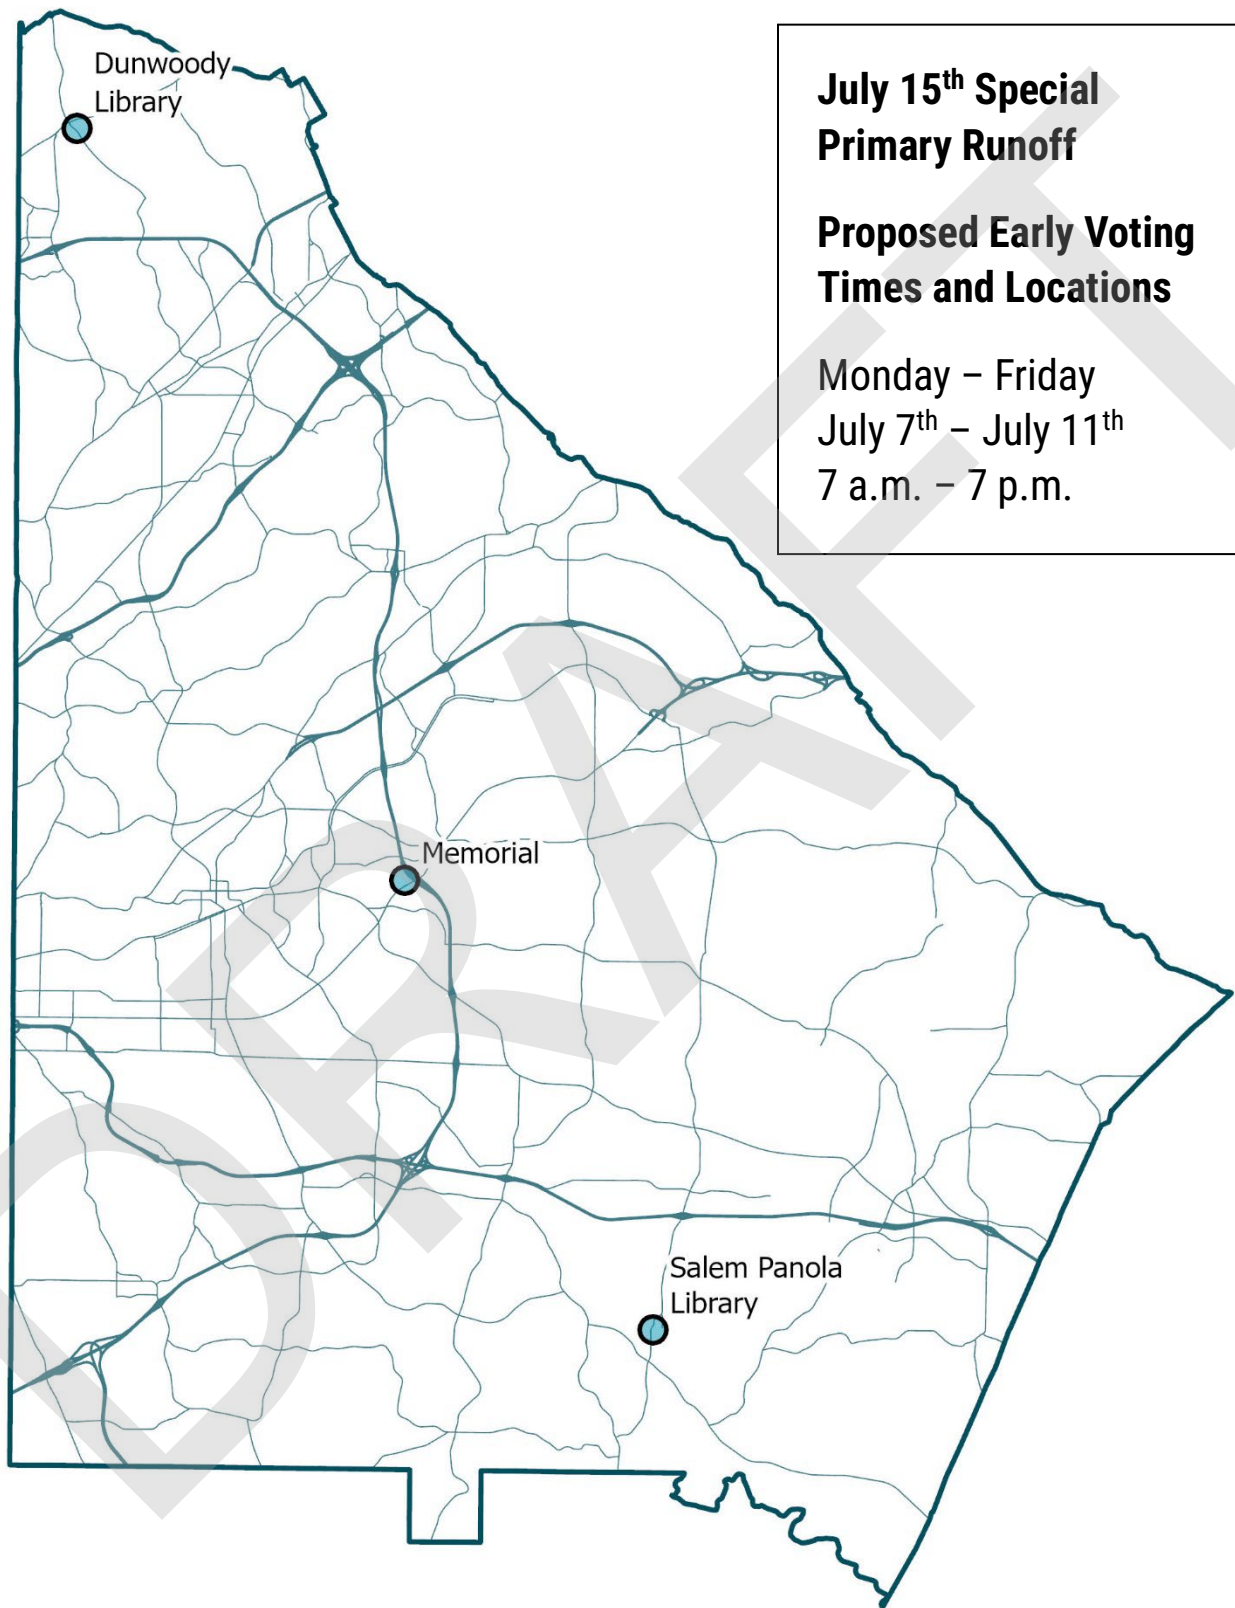 Dunwoody
Library
July 15th Special
Primary Runoff
Proposed Early Voting
Times and Locations
Monday – Friday
July 7th – July 11th
7 a.m. – 7 p.m.
Memorial
Salem Panola
Library
DRAFT